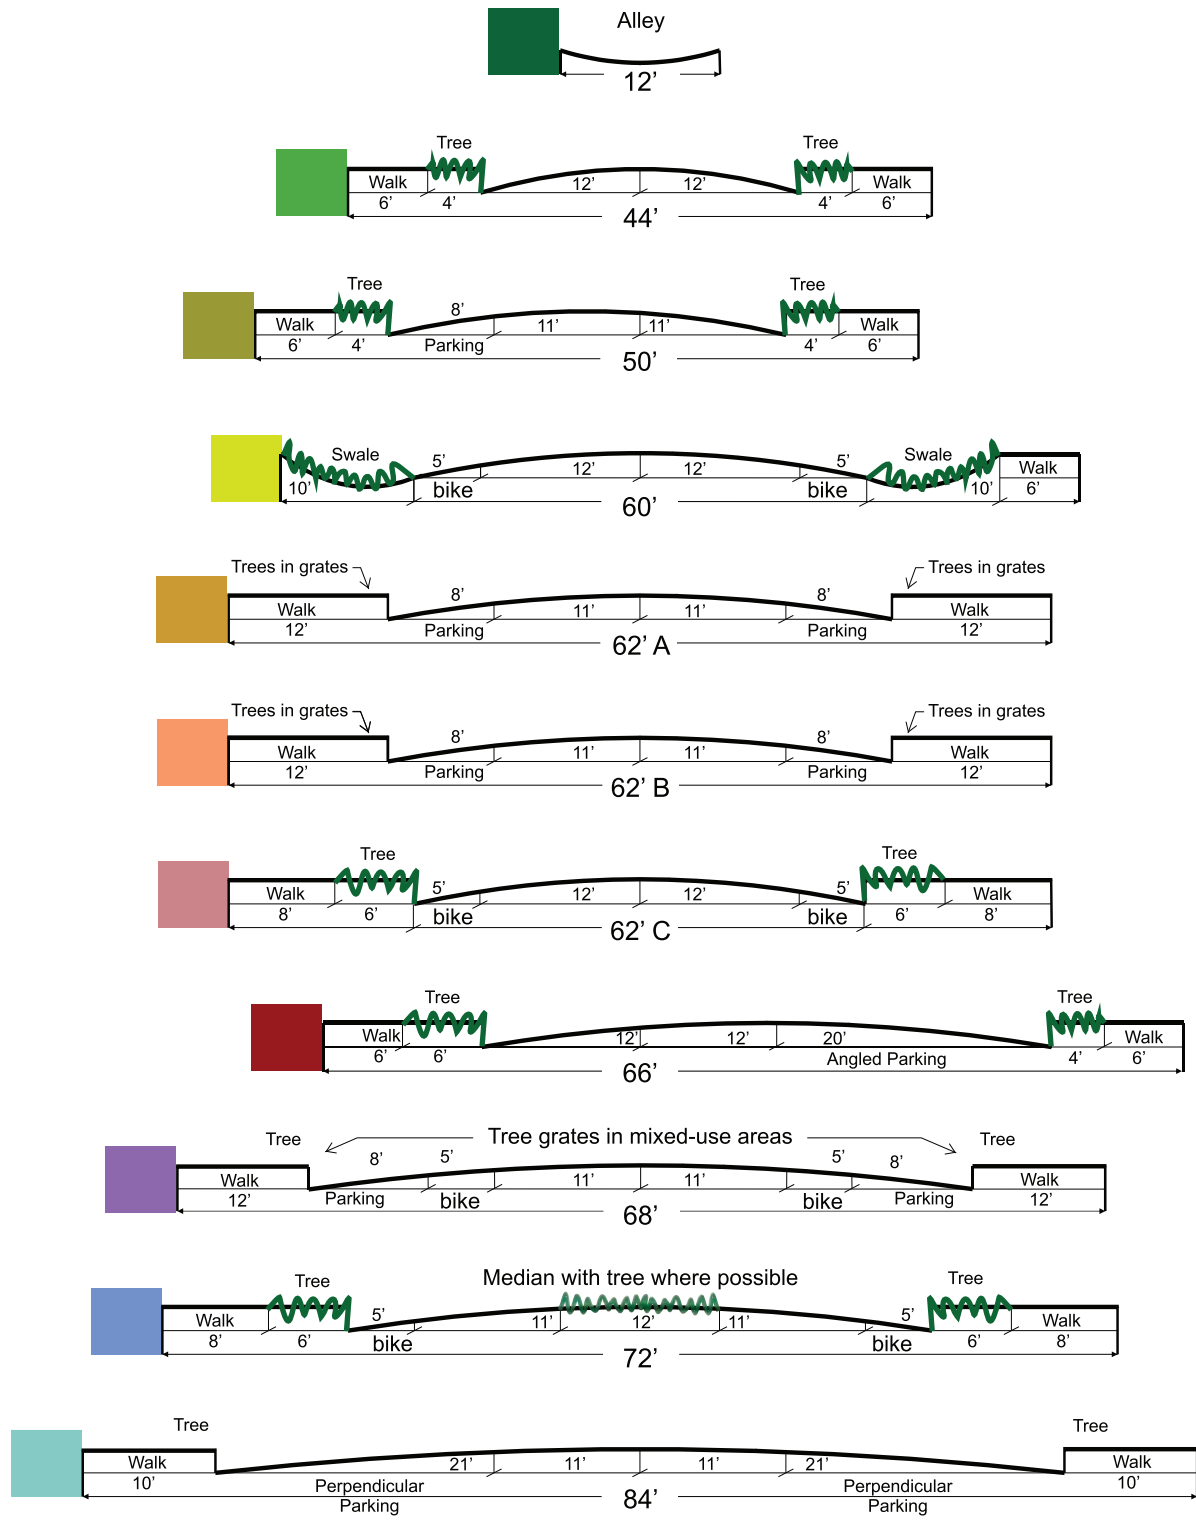 Alley
12'
Tree Tree
Walk 12' 12' Walk
6' 4' 4' 6'
44'
Tree Tree
8'
Walk 11' 11' Walk
6' 4' Parking 4' 6'
50'
Swale 5' 5' Swale
12' 12' Walk
10' bike bike 10' 6'
60'
Trees in grates Trees in grates
8' 8'
Walk 11' 11' Walk
12' Parking Parking 12'
62' A
Trees in grates Trees in grates
8' 8'
Walk 11' 11' Walk
12' Parking Parking 12'
62' B
Tree Tree
5' 5'
Walk 12' 12' Walk
8' 6' bike bike 6' 8'
62' C
Tree Tree
Walk 12' 12' 20' Walk
6' 6' Angled Parking 4' 6'
66'
Tree Tree grates in mixed-use areas Tree
8' 5' 5' 8'
Walk 11' 11' Walk
12' Parking bike bike Parking 12'
68'
Tree Median with tree where possible Tree
5' 5'
Walk 11' 12' 11' Walk
8' 6' bike bike 6' 8'
72'
Tree Tree
Walk 21' 11' 11' 21' Walk
10' Perpendicular Perpendicular 10'
Parking Parking
84'